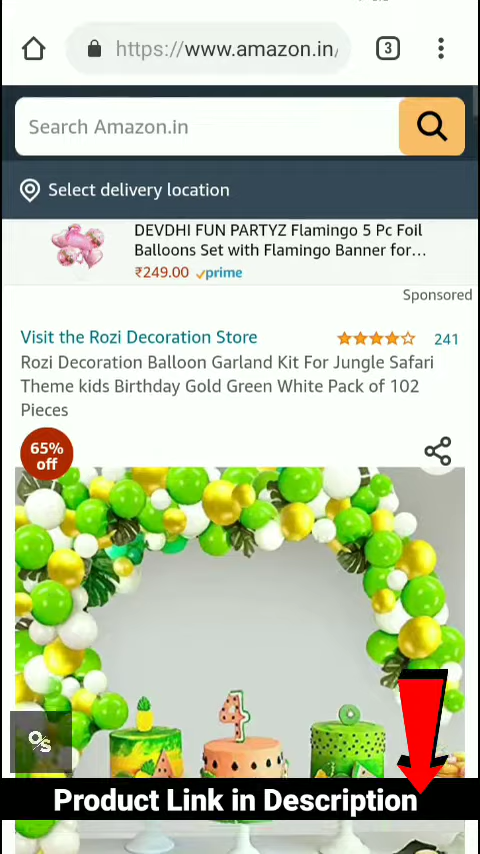 https://www.amazon.in/
3
Search Amazon.in
Select delivery location
DEVDHI FUN PARTYZ Flamingo 5 Pc Foil
Balloons Set with Flamingo Banner for...
₹249.00 prime
Sponsored
Visit the Rozi Decoration Store 241
Rozi Decoration Balloon Garland Kit For Jungle Safari
Theme kids Birthday Gold Green White Pack of 102
Pieces
65%
off
4
Product Link in Description